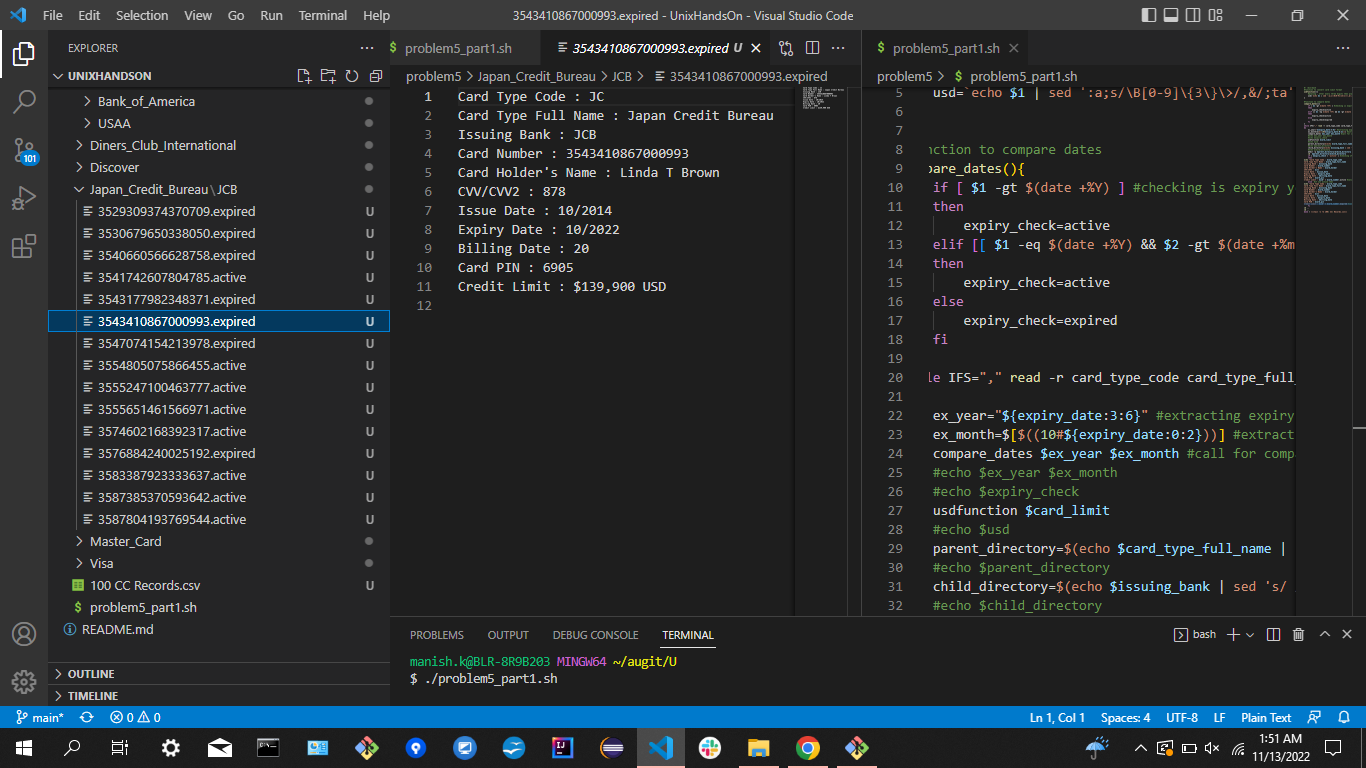 File Edit Selection View Go Run Terminal Help 3543410867000993.expired - UnixHandsOn - Visual Studio Code
EXPLORER
UNIXHANDSON
Bank_of_America
USAA
Diners_Club_International
Discover
Japan_Credit_Bureau \ JCB
3529309374370709.expired U
3530679650338050.expired U
3540660566628758.expired U
3541742607804785.active U
3543177982348371.expired U
3543410867000993.expired U
3547074154213978.expired U
3554805075866455.active U
3555247100463777.active U
3555651461566971.active U
3574602168392317.active U
3576884240025192.expired U
3583387923333637.active U
3587385370593642.active U
3587804193769544.active U
Master_Card
Visa
100 CC Records.csv U
problem5_part1.sh
README.md
OUTLINE
TIMELINE
101
$ problem5_part1.sh 3543410867000993.expired U
problem5 > Japan_Credit_Bureau > JCB > 3543410867000993.expired
1 Card Type Code : JC
2 Card Type Full Name : Japan Credit Bureau
3 Issuing Bank : JCB
4 Card Number : 3543410867000993
5 Card Holder's Name : Linda T Brown
6 CVV/CVV2 : 878
7 Issue Date : 10/2014
8 Expiry Date : 10/2022
9 Billing Date : 20
10 Card PIN : 6905
11 Credit Limit : $139,900 USD
12
$ problem5_part1.sh
problem5 > $ problem5_part1.sh
5 usd=`echo $1 | sed ':a;s/\B[0-9]\{3\}\>/,&/;ta'
6
7
8 nction to compare dates
9 pare_dates(){
10 if [ $1 -gt $(date +%Y) ] #checking is expiry y
11 then
12 expiry_check=active
13 elif [[ $1 -eq $(date +%Y) && $2 -gt $(date +%m
14 then
15 expiry_check=active
16 else
17 expiry_check=expired
18 fi
19
20 le IFS="," read -r card_type_code card_type_full_
21
22 ex_year="${expiry_date:3:6}" #extracting expiry
23 ex_month=$[$((10#${expiry_date:0:2}))] #extract
24 compare_dates $ex_year $ex_month #call for comp
25 #echo $ex_year $ex_month
26 #echo $expiry_check
27 usdfunction $card_limit
28 #echo $usd
29 parent_directory=$(echo $card_type_full_name |
30 #echo $parent_directory
31 child_directory=$(echo $issuing_bank | sed 's/
32 #echo $child_directory
PROBLEMS OUTPUT DEBUG CONSOLE TERMINAL bash
manish.k@BLR-8R9B203 MINGW64 ~/augit/U
$ ./problem5_part1.sh
main* 0 0 Ln 1, Col 1 Spaces: 4 UTF-8 LF Plain Text
1:51 AM
11/13/2022